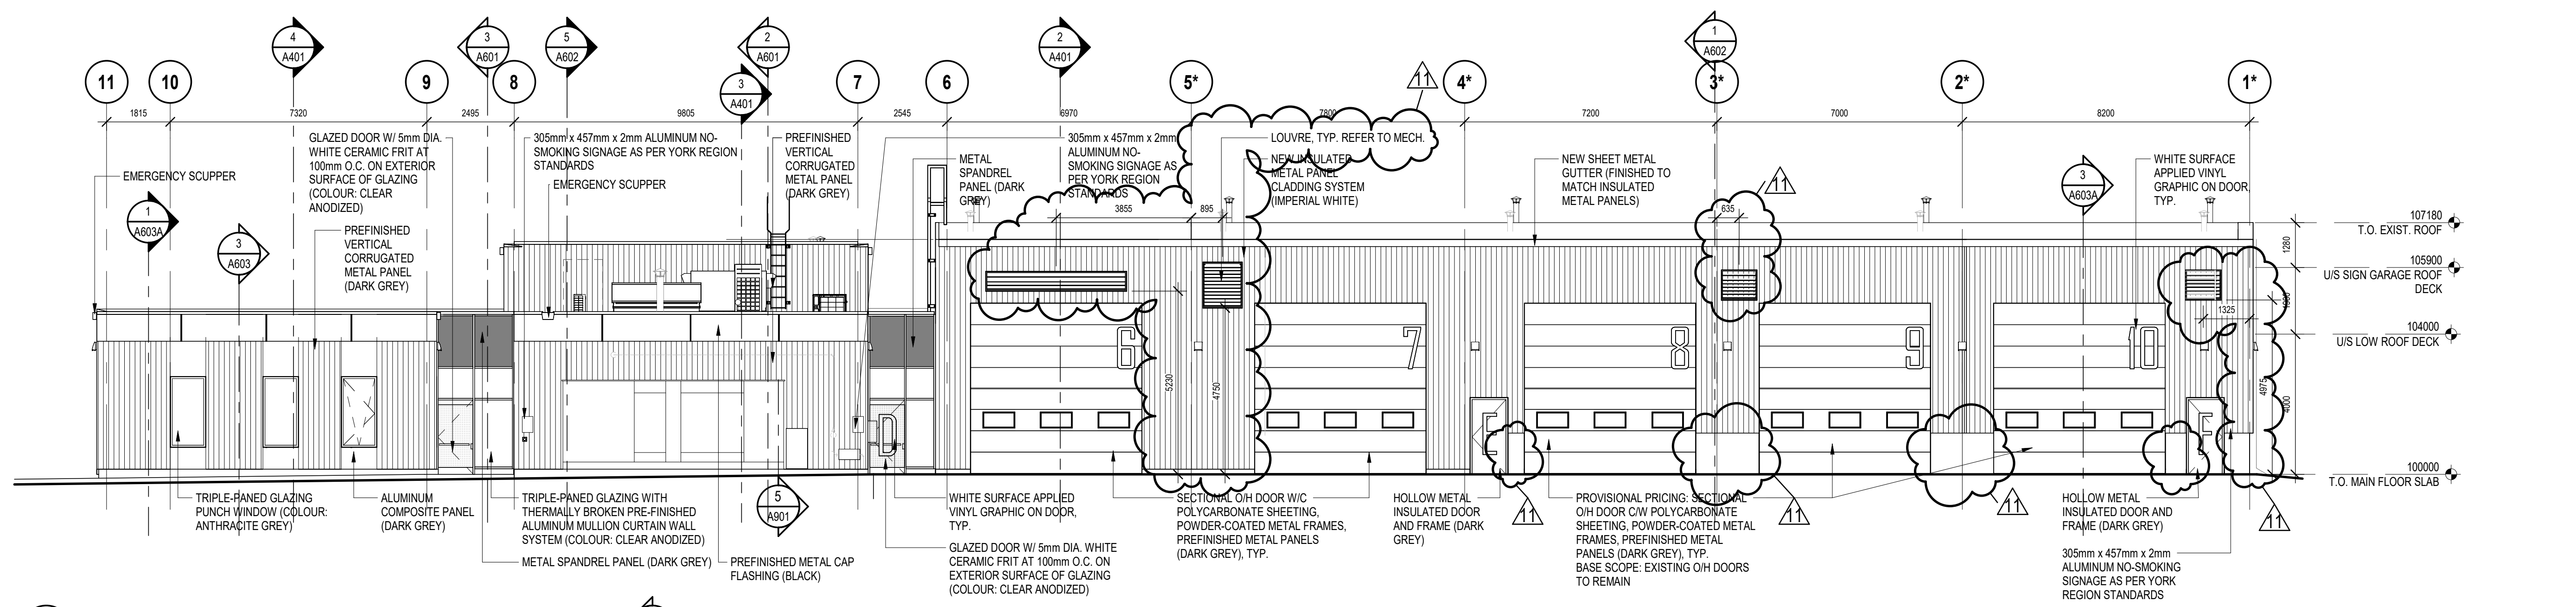 4
A401
3
A601
5
A602
2
A601
3
A401
2
A401
1
A602
11
10
9
8
7
6
5*
4*
3*
2*
1*
11
1815
7320
2495
9805
2545
6970
7800
7200
7000
8200
EMERGENCY SCUPPER
1
A603A
3
A603
GLAZED DOOR W/ 5mm DIA.
WHITE CERAMIC FRIT AT
100mm O.C. ON EXTERIOR
SURFACE OF GLAZING
(COLOUR: CLEAR
ANODIZED)
PREFINISHED
VERTICAL
CORRUGATED
METAL PANEL
(DARK GREY)
305mm x 457mm x 2mm ALUMINUM NO-
SMOKING SIGNAGE AS PER YORK REGION
STANDARDS
EMERGENCY SCUPPER
PREFINISHED
VERTICAL
CORRUGATED
METAL PANEL
(DARK GREY)
METAL
SPANDREL
PANEL (DARK
GREY)
305mm x 457mm x 2mm
ALUMINUM NO-
SMOKING SIGNAGE AS
PER YORK REGION
STANDARDS
LOUVRE, TYP. REFER TO MECH.
NEW INSULATED
METAL PANEL
CLADDING SYSTEM
(IMPERIAL WHITE)
NEW SHEET METAL
GUTTER (FINISHED TO
MATCH INSULATED
METAL PANELS)
11
3
A603A
WHITE SURFACE
APPLIED VINYL
GRAPHIC ON DOOR,
TYP.
3855
895
635
1325
1280
107180
T.O. EXIST. ROOF
105900
U/S SIGN GARAGE ROOF
DECK
104000
U/S LOW ROOF DECK
100000
T.O. MAIN FLOOR SLAB
6
7
8
9
10
5230
4750
4975
4000
D
E
F
TRIPLE-PANED GLAZING
PUNCH WINDOW (COLOUR:
ANTHRACITE GREY)
ALUMINUM
COMPOSITE PANEL
(DARK GREY)
TRIPLE-PANED GLAZING WITH
THERMALLY BROKEN PRE-FINISHED
ALUMINUM MULLION CURTAIN WALL
SYSTEM (COLOUR: CLEAR ANODIZED)
METAL SPANDREL PANEL (DARK GREY)
5
A901
PREFINISHED METAL CAP
FLASHING (BLACK)
WHITE SURFACE APPLIED
VINYL GRAPHIC ON DOOR,
TYP.
GLAZED DOOR W/ 5mm DIA. WHITE
CERAMIC FRIT AT 100mm O.C. ON
EXTERIOR SURFACE OF GLAZING
(COLOUR: CLEAR ANODIZED)
SECTIONAL O/H DOOR W/C
POLYCARBONATE SHEETING,
POWDER-COATED METAL FRAMES,
PREFINISHED METAL PANELS
(DARK GREY), TYP.
HOLLOW METAL
INSULATED DOOR
AND FRAME (DARK
GREY)
11
PROVISIONAL PRICING: SECTIONAL
O/H DOOR C/W POLYCARBONATE
SHEETING, POWDER-COATED METAL
FRAMES, PREFINISHED METAL
PANELS (DARK GREY), TYP.
BASE SCOPE: EXISTING O/H DOORS
TO REMAIN
11
11
HOLLOW METAL
INSULATED DOOR AND
FRAME (DARK GREY)
11
305mm x 457mm x 2mm
ALUMINUM NO-SMOKING
SIGNAGE AS PER YORK
REGION STANDARDS